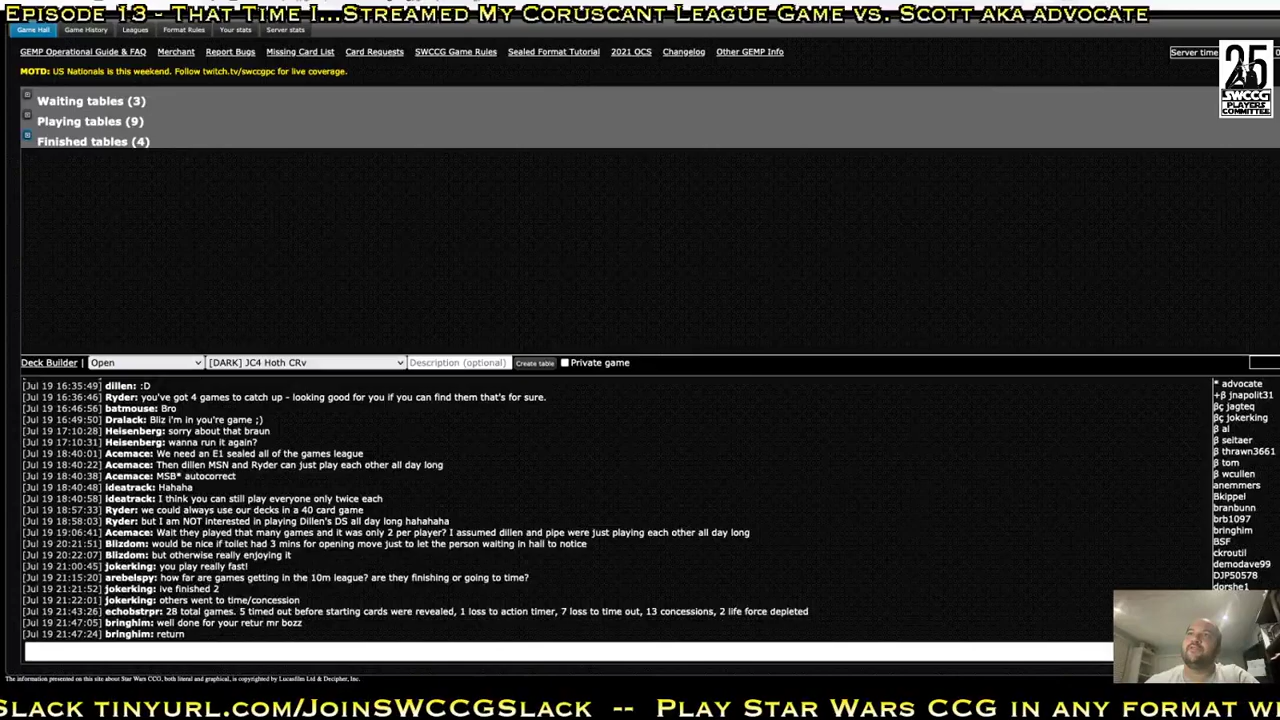 Episode 13 - That Time I...Streamed My Coruscant League Game vs. Scott aka advocate
Game Hall Game History Leagues Format Rules Your stats Server stats
GEMP Operational Guide & FAQ Merchant Report Bugs Missing Card List Card Requests SWCCG Game Rules Sealed Format Tutorial 2021 OCS Changelog Other GEMP Info Server time
MOTD: US Nationals is this weekend. Follow twitch.tv/swccgpc for live coverage.
25
SWCCG
PLAYERS
COMMITTEE
Waiting tables (3)
Playing tables (9)
Finished tables (4)
Deck Builder | Open [DARK] JC4 Hoth CRv Description (optional) Create table Private game
[Jul 19 16:35:49] dillen: :D
[Jul 19 16:36:46] Ryder: you've got 4 games to catch up - looking good for you if you can find them that's for sure.
[Jul 19 16:46:56] batmouse: Bro
[Jul 19 16:49:50] Dralack: Bliz i'm in you're game ;)
[Jul 19 17:10:28] Heisenberg: sorry about that braun
[Jul 19 17:10:31] Heisenberg: wanna run it again?
[Jul 19 18:40:01] Acemace: We need an E1 sealed all of the games league
[Jul 19 18:40:22] Acemace: Then dillen MSN and Ryder can just play each other all day long
[Jul 19 18:40:38] Acemace: MSB* autocorrect
[Jul 19 18:40:48] ideatrack: Hahaha
[Jul 19 18:40:58] ideatrack: I think you can still play everyone only twice each
[Jul 19 18:57:33] Ryder: we could always use our decks in a 40 card game
[Jul 19 18:58:03] Ryder: but I am NOT interested in playing Dillen's DS all day long hahahaha
[Jul 19 19:06:41] Acemace: Wait they played that many games and it was only 2 per player? I assumed dillen and pipe were just playing each other all day long
[Jul 19 20:21:51] Blizdom: would be nice if toilet had 3 mins for opening move just to let the person waiting in hall to notice
[Jul 19 20:22:07] Blizdom: but otherwise really enjoying it
[Jul 19 21:00:45] jokerking: you play really fast!
[Jul 19 21:15:20] arebelspy: how far are games getting in the 10m league? are they finishing or going to time?
[Jul 19 21:21:52] jokerking: ive finished 2
[Jul 19 21:22:01] jokerking: others went to time/concession
[Jul 19 21:43:26] echobstrpr: 28 total games. 5 timed out before starting cards were revealed, 1 loss to action timer, 7 loss to time out, 13 concessions, 2 life force depleted
[Jul 19 21:47:05] bringhim: well done for your retur mr bozz
[Jul 19 21:47:24] bringhim: return
* advocate
+β jnapolit31
βç jagteq
βç jokerking
β al
β seitaer
β thrawn3661
β tom
β wcullen
anemmers
Bkippel
branbunn
brb1097
bringhim
BSF
ckroutil
demodave99
DJP50578
dorshe1
The information presented on this site about Star Wars CCG, both literal and graphical, is copyrighted by Lucasfilm Ltd & Decipher, Inc.
Slack tinyurl.com/JoinSWCCGSlack -- Play Star Wars CCG in any format w